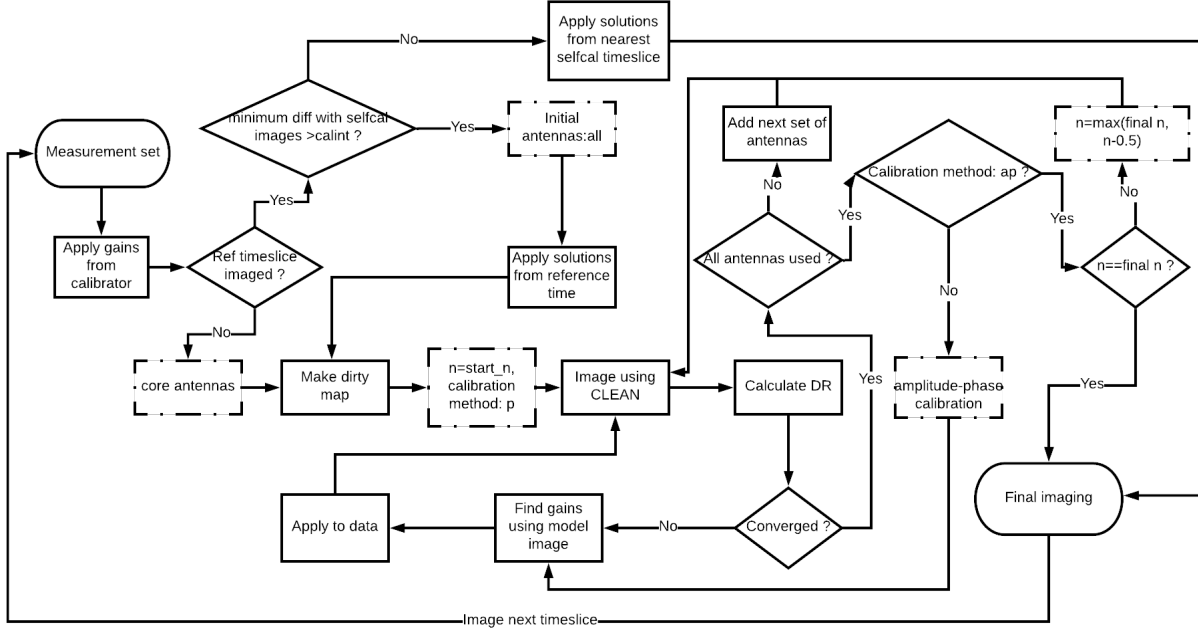 No
Apply solutions
from nearest
selfcal timeslice
minimum diff with selfcal
images >calint ?
Yes
Initial
antennas:all
Add next set of
antennas
n=max(final n,
n-0.5)
Measurement set
Calibration method: ap ?
No
No
Yes
Yes
Yes
Apply gains
from
calibrator
Ref timeslice
imaged ?
Apply solutions
from reference
time
All antennas used ?
n==final n ?
No
No
core antennas
Make dirty
map
n=start_n,
calibration
method: p
Image using
CLEAN
Calculate DR
Yes
amplitude-phase
calibration
Yes
Apply to data
Find gains
using model
image
No
Converged ?
Final imaging
Image next timeslice